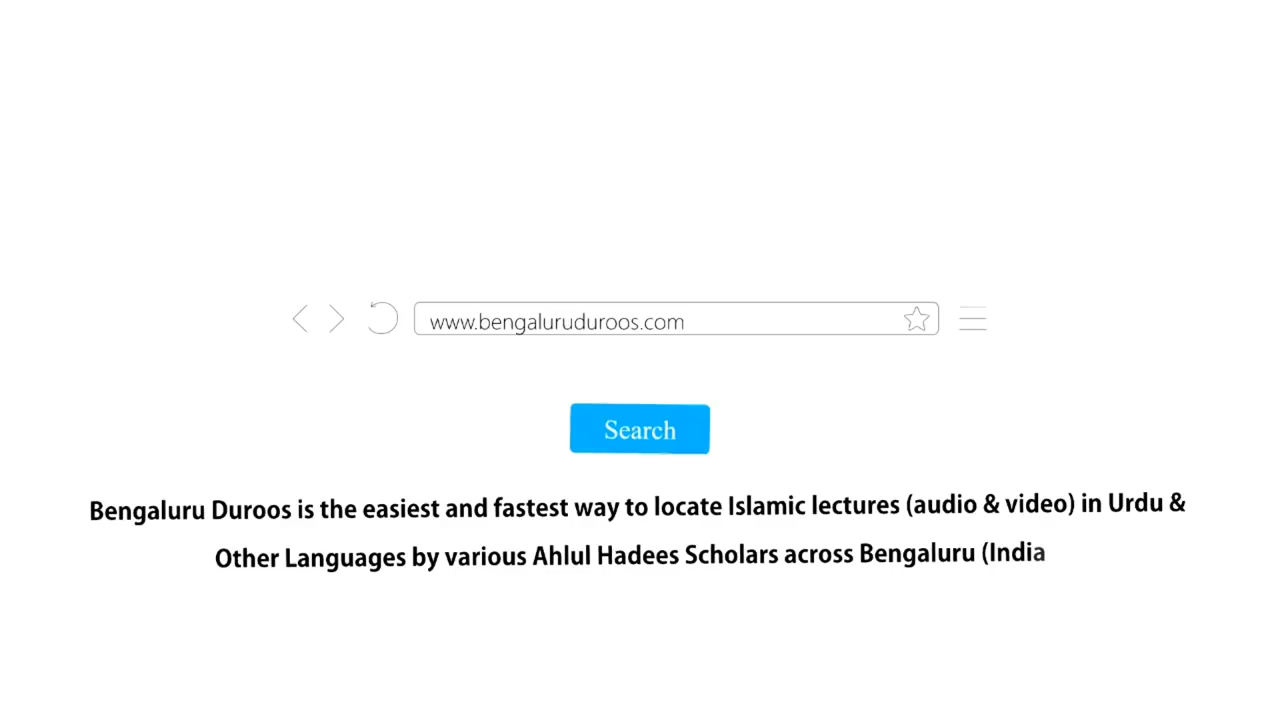 www.bengaluruduroos.com
Search
Bengaluru Duroos is the easiest and fastest way to locate Islamic lectures (audio & video) in Urdu &
Other Languages by various Ahlul Hadees Scholars across Bengaluru (India